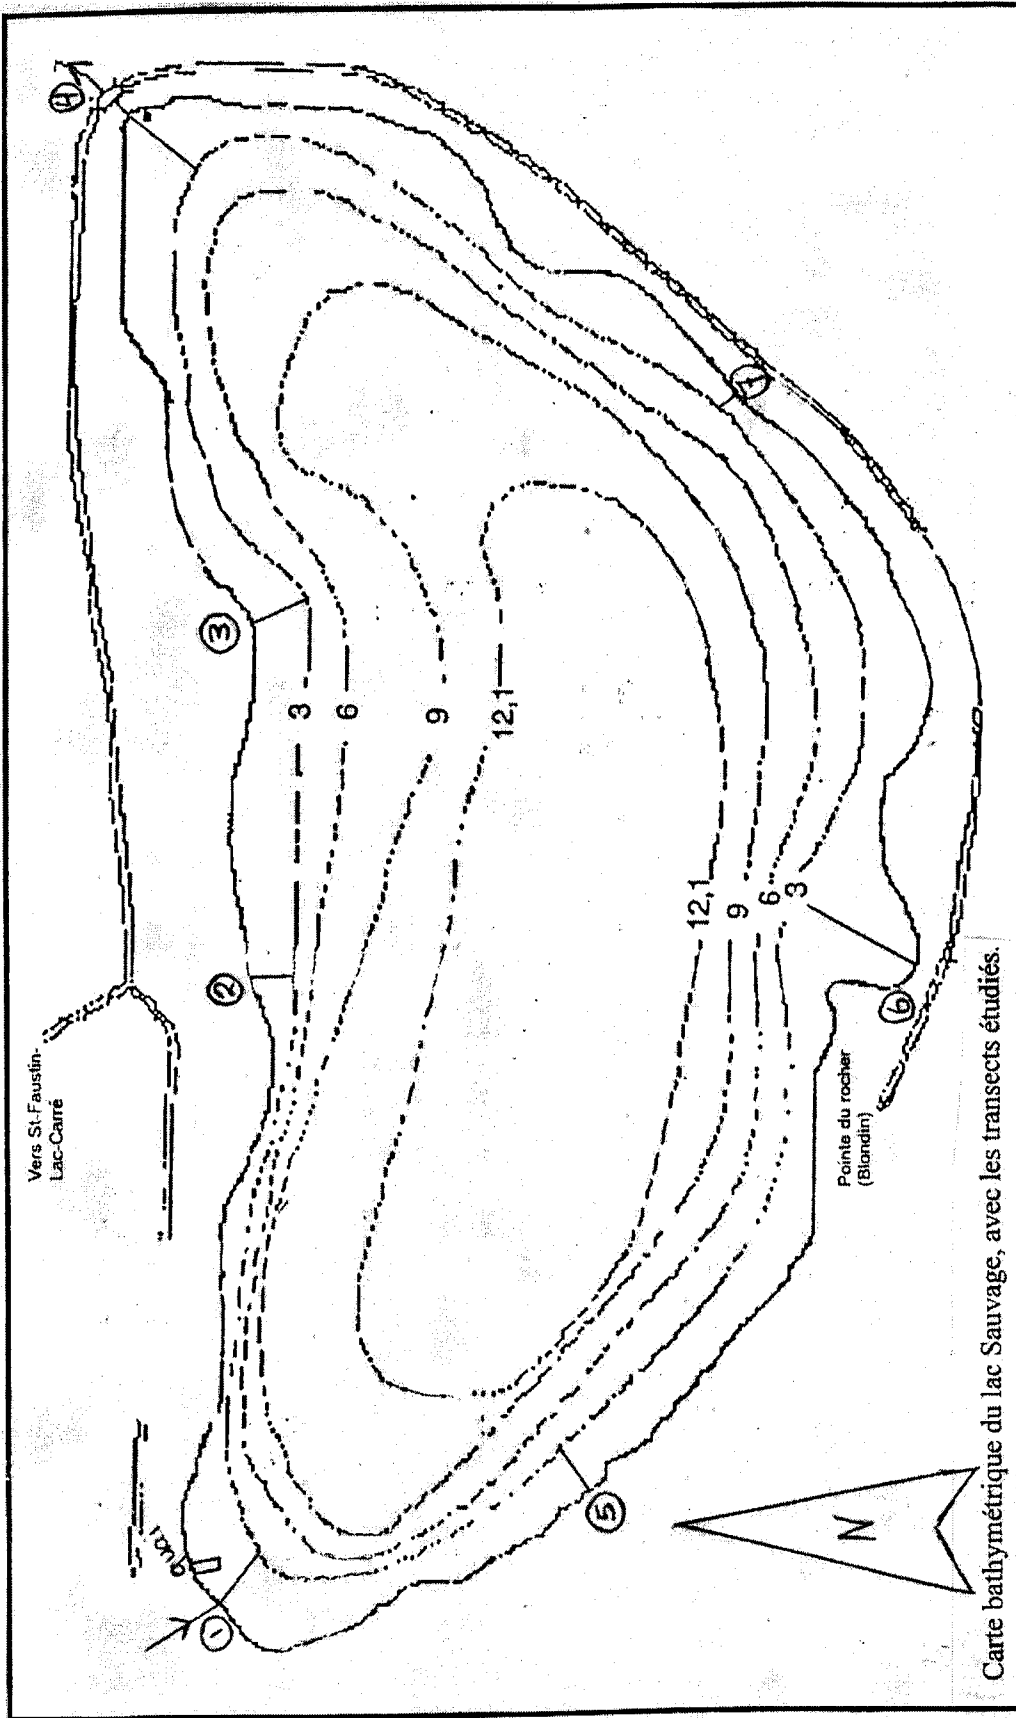 Vers St-Faustin-
Lac-Carré
quai
1
2
3
4
3
6
9
12,1
12,1
9
6
3
5
6
7
Pointe du rocher
(Blondin)
N
Carte bathymétrique du lac Sauvage, avec les transects étudiés.